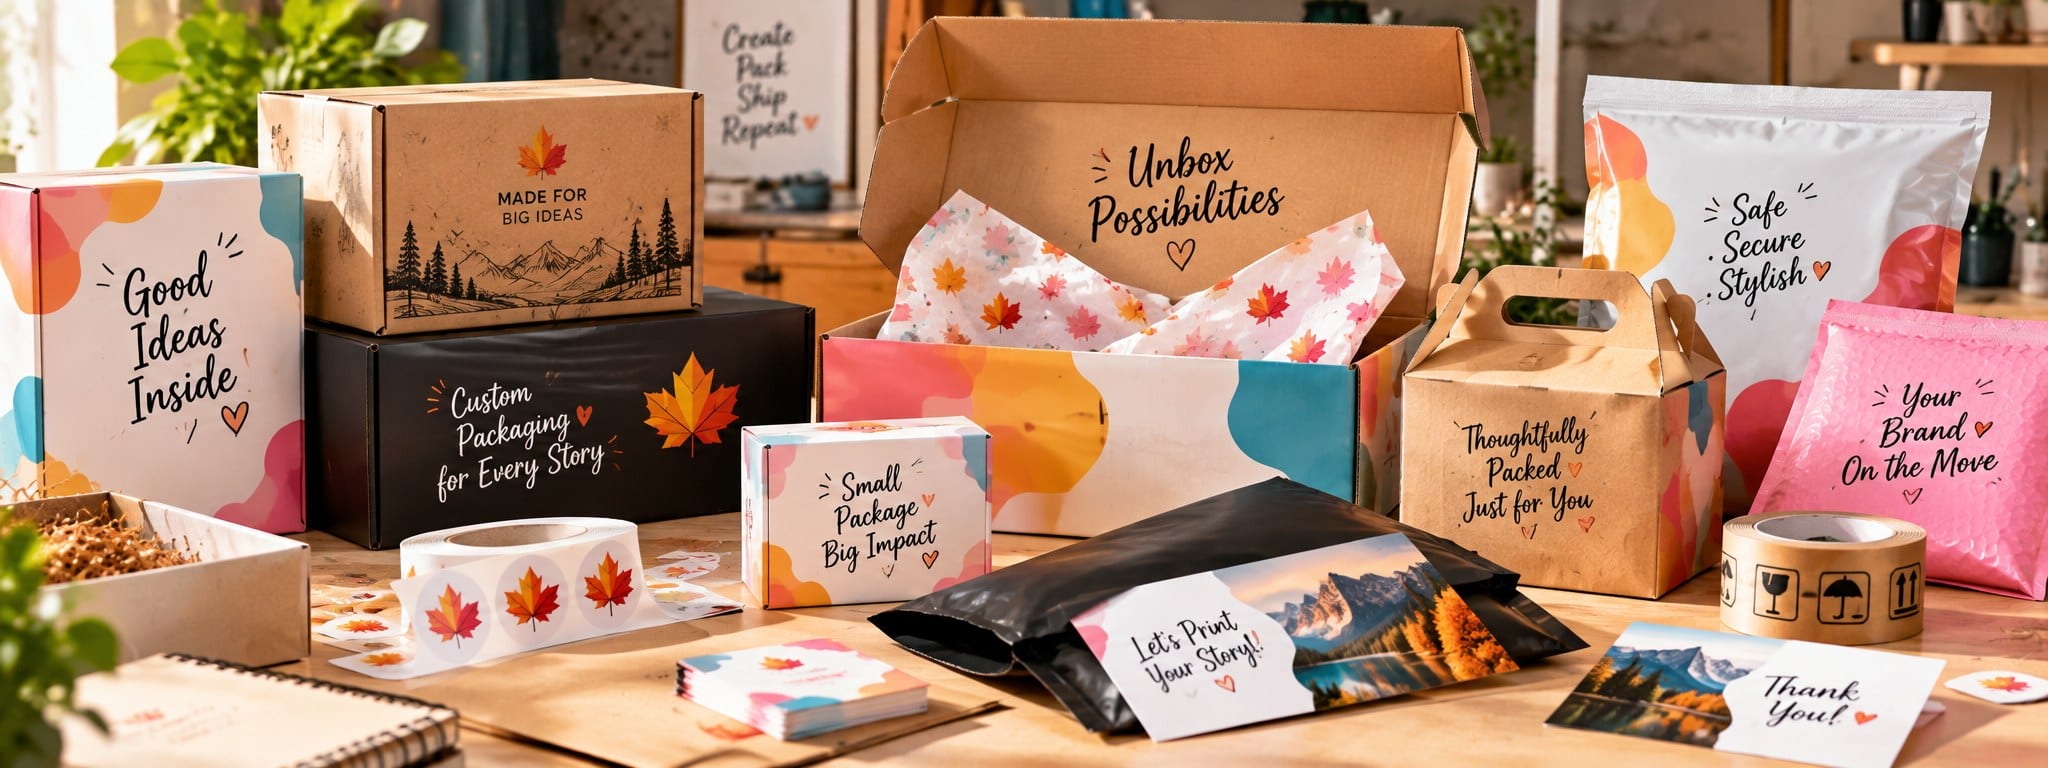 Create
Pack
Ship
Repeat
MADE FOR
BIG IDEAS
Unbox
Possibilities
Safe
Secure
Stylish
Good
Ideas
Inside
Custom
Packaging
for Every Story
Small
Package
Big Impact
Thoughtfully
Packed
Just for You
Your
Brand
On the Move
Let's Print
Your Story!
Thank
You!